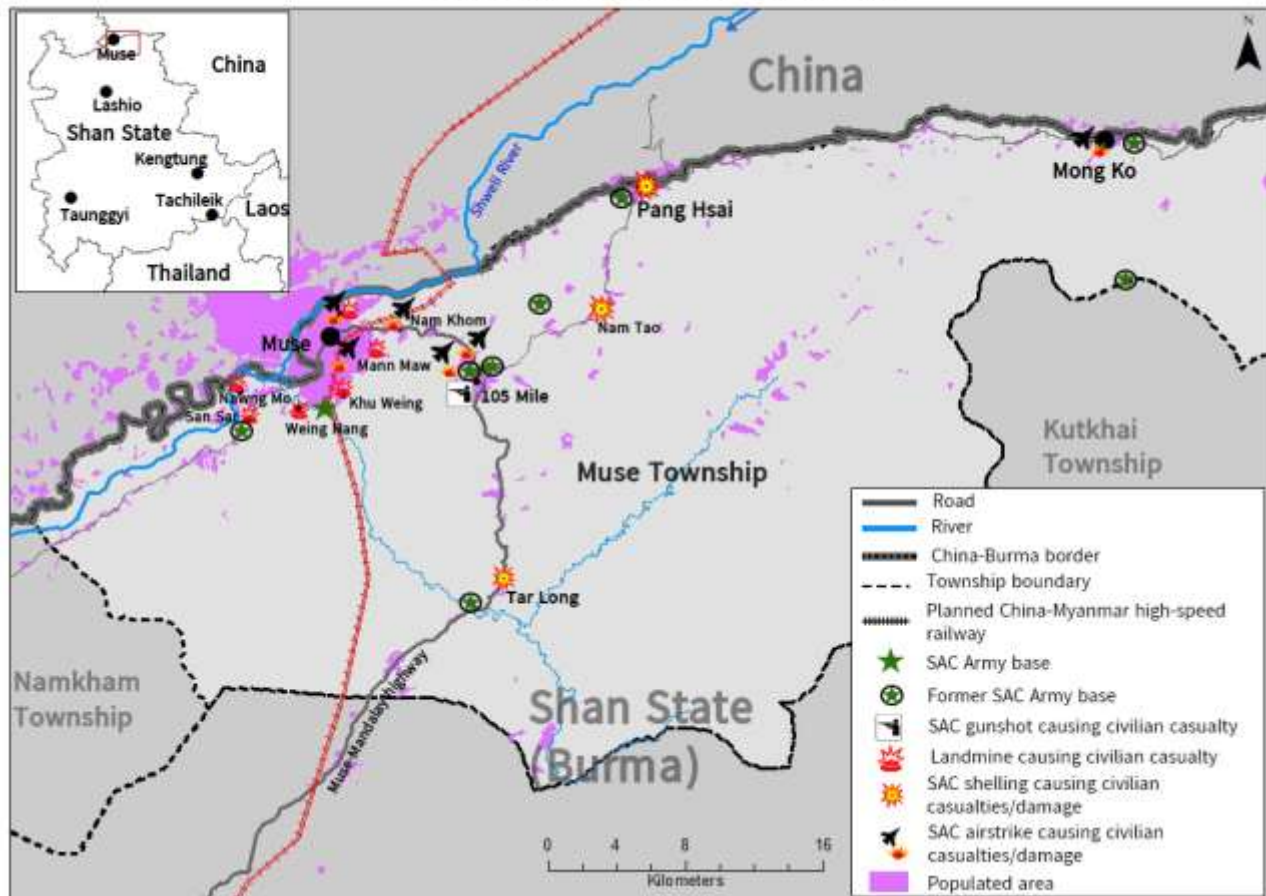 Muse
China
Lashio
Shan State
Kengtung
Tachileik
Taunggyi
Laos
Thailand
N
China
Shweli River
Mong Ko
Pang Hsai
Nam Khom
Nam Tao
Muse
Mann Maw
105 Mile
Nawng Mo
Khu Weing
San Sai
Weing Nang
Muse Township
Kutkhai
Township
Tar Long
Muse-Mandalay highway
Namkham
Township
Shan State
(Burma)
0 4 8 16
Kilometers
Road
River
China-Burma border
Township boundary
Planned China-Myanmar high-speed
railway
SAC Army base
Former SAC Army base
SAC gunshot causing civilian casualty
Landmine causing civilian casualty
SAC shelling causing civilian
casualties/damage
SAC airstrike causing civilian
casualties/damage
Populated area